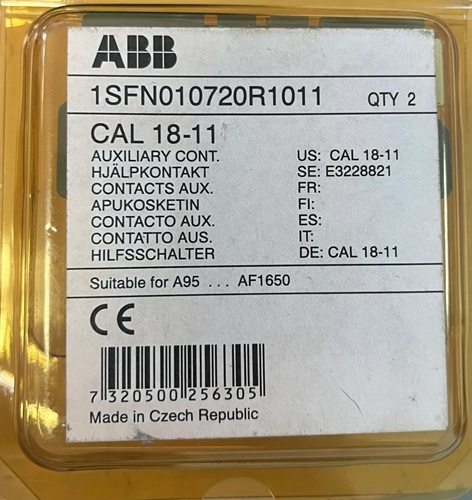 ABB
1SFN010720R1011 QTY 2
CAL 18-11
AUXILIARY CONT. US: CAL 18-11
HJÄLPKONTAKT SE: E3228821
CONTACTS AUX. FR:
APUKOSKETIN FI:
CONTACTO AUX. ES:
CONTATTO AUS. IT:
HILFSSCHALTER DE: CAL 18-11
Suitable for A95 . . . AF1650
CE
7 320500 256305
Made in Czech Republic